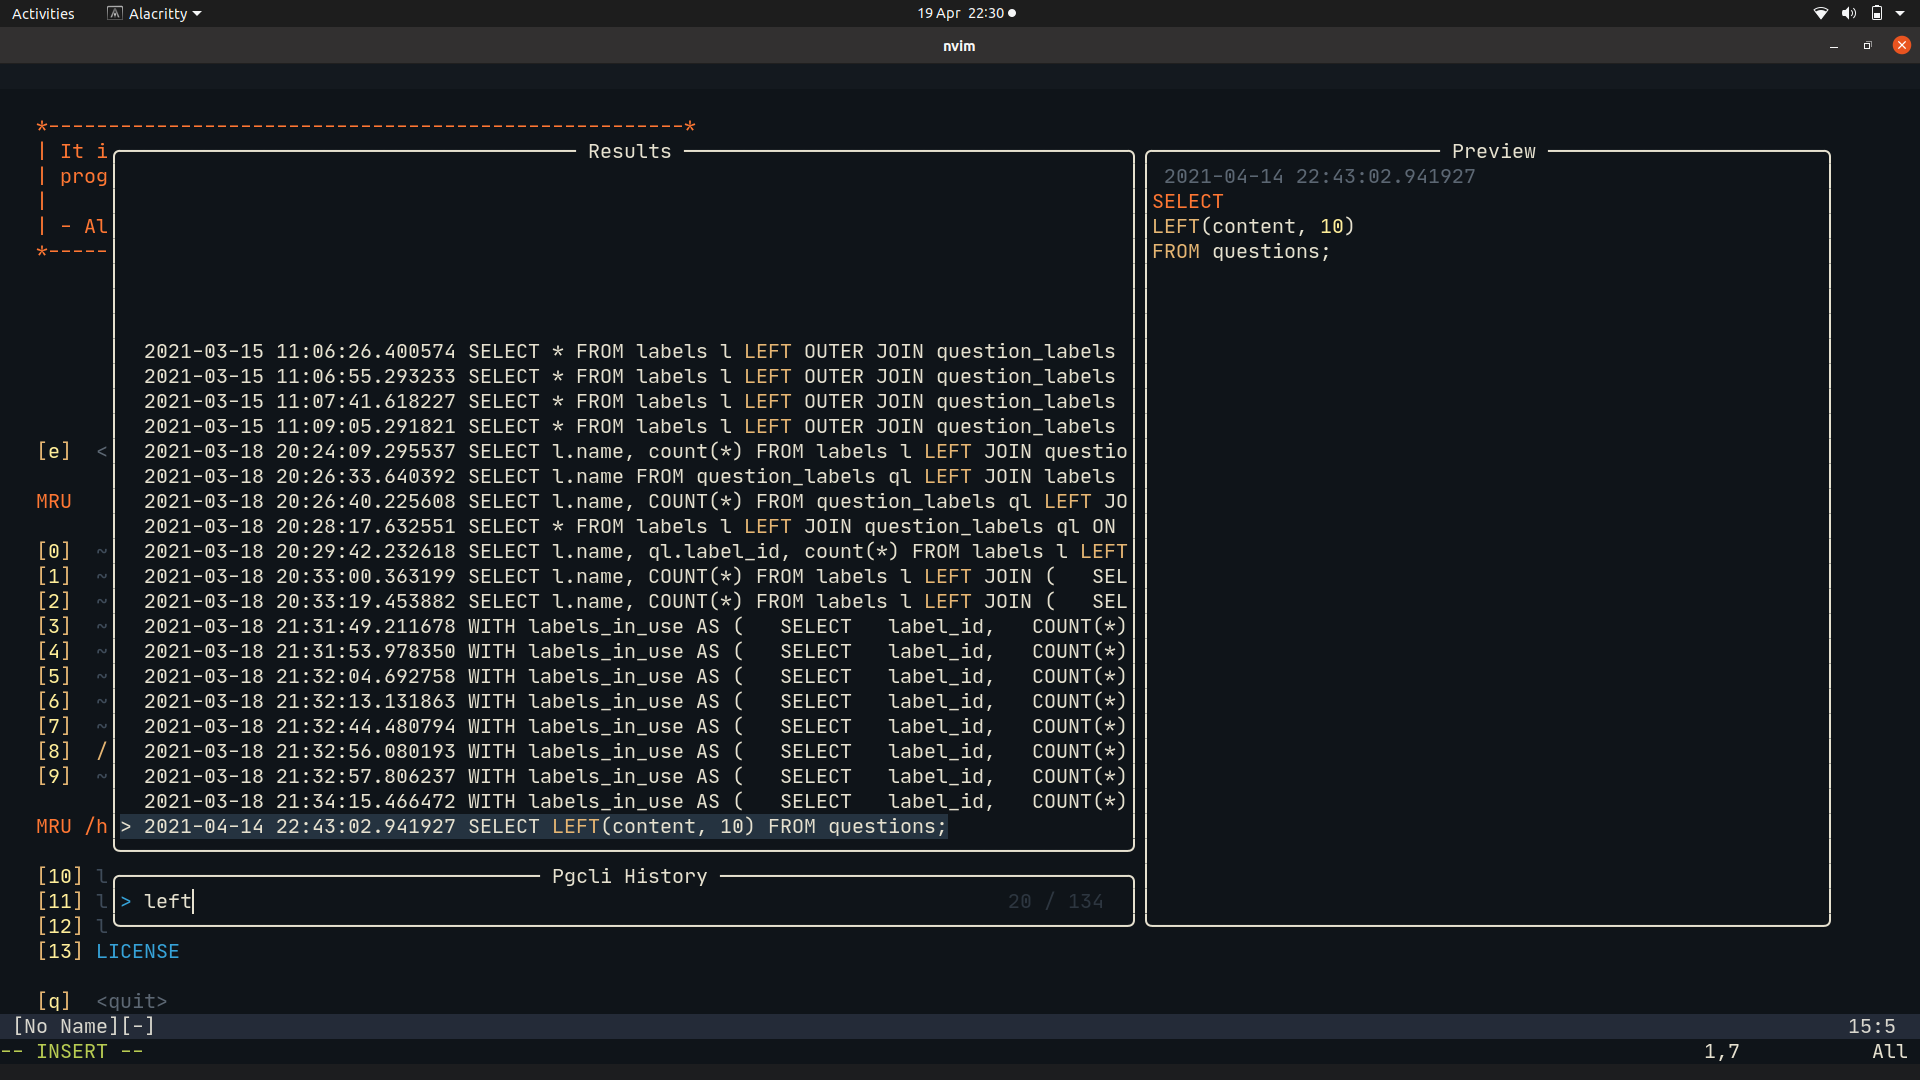 Activities Alacritty 19 Apr 22:30
nvim
*-----------------------------------------------------*
| It i
| prog
|
| - Al
*-----
Results
2021-03-15 11:06:26.400574 SELECT * FROM labels l LEFT OUTER JOIN question_labels
2021-03-15 11:06:55.293233 SELECT * FROM labels l LEFT OUTER JOIN question_labels
2021-03-15 11:07:41.618227 SELECT * FROM labels l LEFT OUTER JOIN question_labels
2021-03-15 11:09:05.291821 SELECT * FROM labels l LEFT OUTER JOIN question_labels
[e] < 2021-03-18 20:24:09.295537 SELECT l.name, count(*) FROM labels l LEFT JOIN questio
2021-03-18 20:26:33.640392 SELECT l.name FROM question_labels ql LEFT JOIN labels
MRU 2021-03-18 20:26:40.225608 SELECT l.name, COUNT(*) FROM question_labels ql LEFT JO
2021-03-18 20:28:17.632551 SELECT * FROM labels l LEFT JOIN question_labels ql ON
[0] ~ 2021-03-18 20:29:42.232618 SELECT l.name, ql.label_id, count(*) FROM labels l LEFT
[1] ~ 2021-03-18 20:33:00.363199 SELECT l.name, COUNT(*) FROM labels l LEFT JOIN (   SEL
[2] ~ 2021-03-18 20:33:19.453882 SELECT l.name, COUNT(*) FROM labels l LEFT JOIN (   SEL
[3] ~ 2021-03-18 21:31:49.211678 WITH labels_in_use AS (   SELECT   label_id,   COUNT(*)
[4] ~ 2021-03-18 21:31:53.978350 WITH labels_in_use AS (   SELECT   label_id,   COUNT(*)
[5] ~ 2021-03-18 21:32:04.692758 WITH labels_in_use AS (   SELECT   label_id,   COUNT(*)
[6] ~ 2021-03-18 21:32:13.131863 WITH labels_in_use AS (   SELECT   label_id,   COUNT(*)
[7] ~ 2021-03-18 21:32:44.480794 WITH labels_in_use AS (   SELECT   label_id,   COUNT(*)
[8] / 2021-03-18 21:32:56.080193 WITH labels_in_use AS (   SELECT   label_id,   COUNT(*)
[9] ~ 2021-03-18 21:32:57.806237 WITH labels_in_use AS (   SELECT   label_id,   COUNT(*)
2021-03-18 21:34:15.466472 WITH labels_in_use AS (   SELECT   label_id,   COUNT(*)
MRU /h > 2021-04-14 22:43:02.941927 SELECT LEFT(content, 10) FROM questions;
[10] l Pgcli History
[11] l > left 20 / 134
[12] l
[13] LICENSE
[q] <quit>
Preview
2021-04-14 22:43:02.941927
SELECT
LEFT(content, 10)
FROM questions;
[No Name][-] 15:5
-- INSERT -- 1,7 All